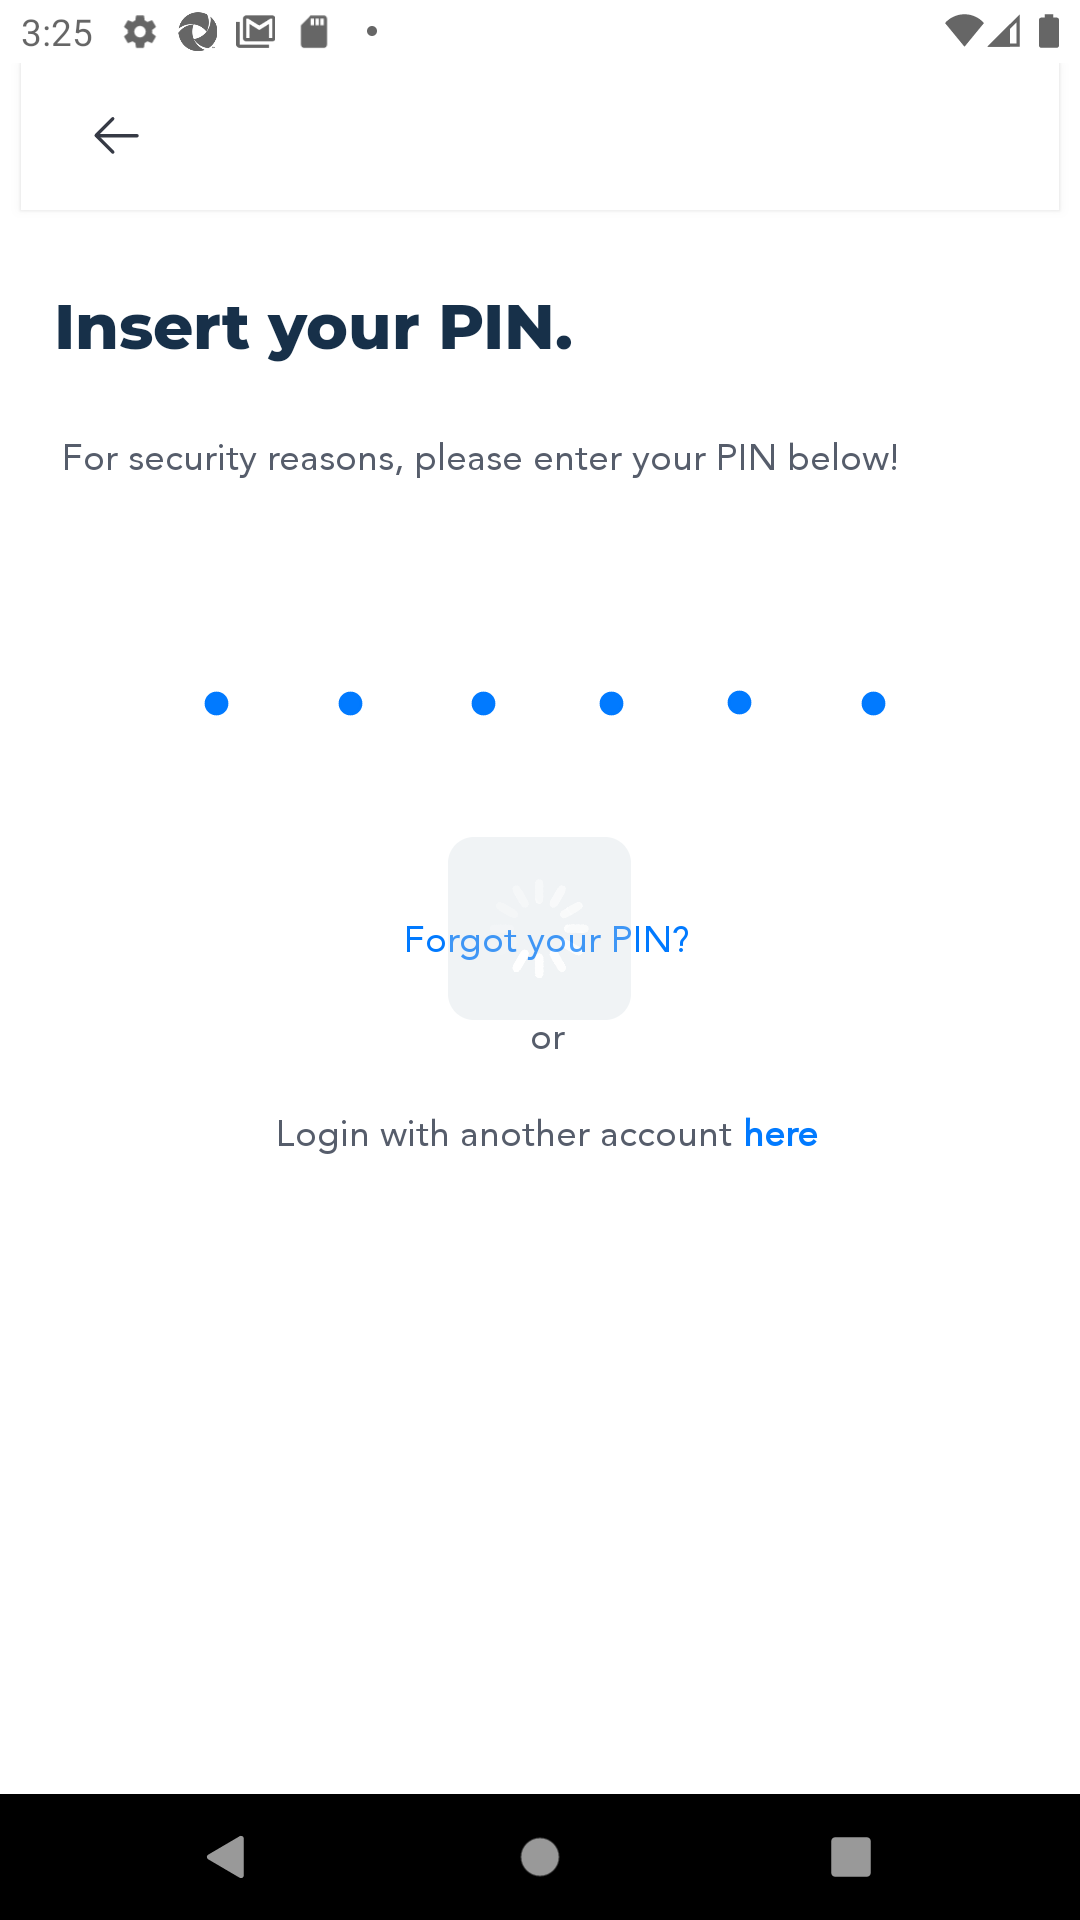 3:25
Insert your PIN.
For security reasons, please enter your PIN below!
Forgot your PIN?
or
Login with another account here